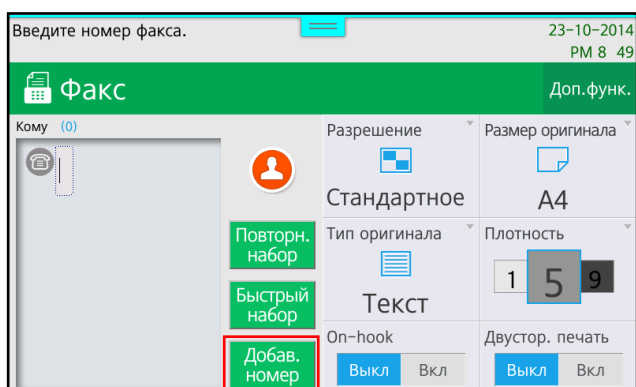 Введите номер факса.
23-10-2014
PM 8 49
Факс
Доп.функ.
Кому (0)
Повторн.
набор
Быстрый
набор
Добав.
номер
Разрешение
Стандартное
Размер оригинала
A4
Тип оригинала
Текст
Плотность
1 5 9
On-hook
Выкл Вкл
Двустор. печать
Выкл Вкл